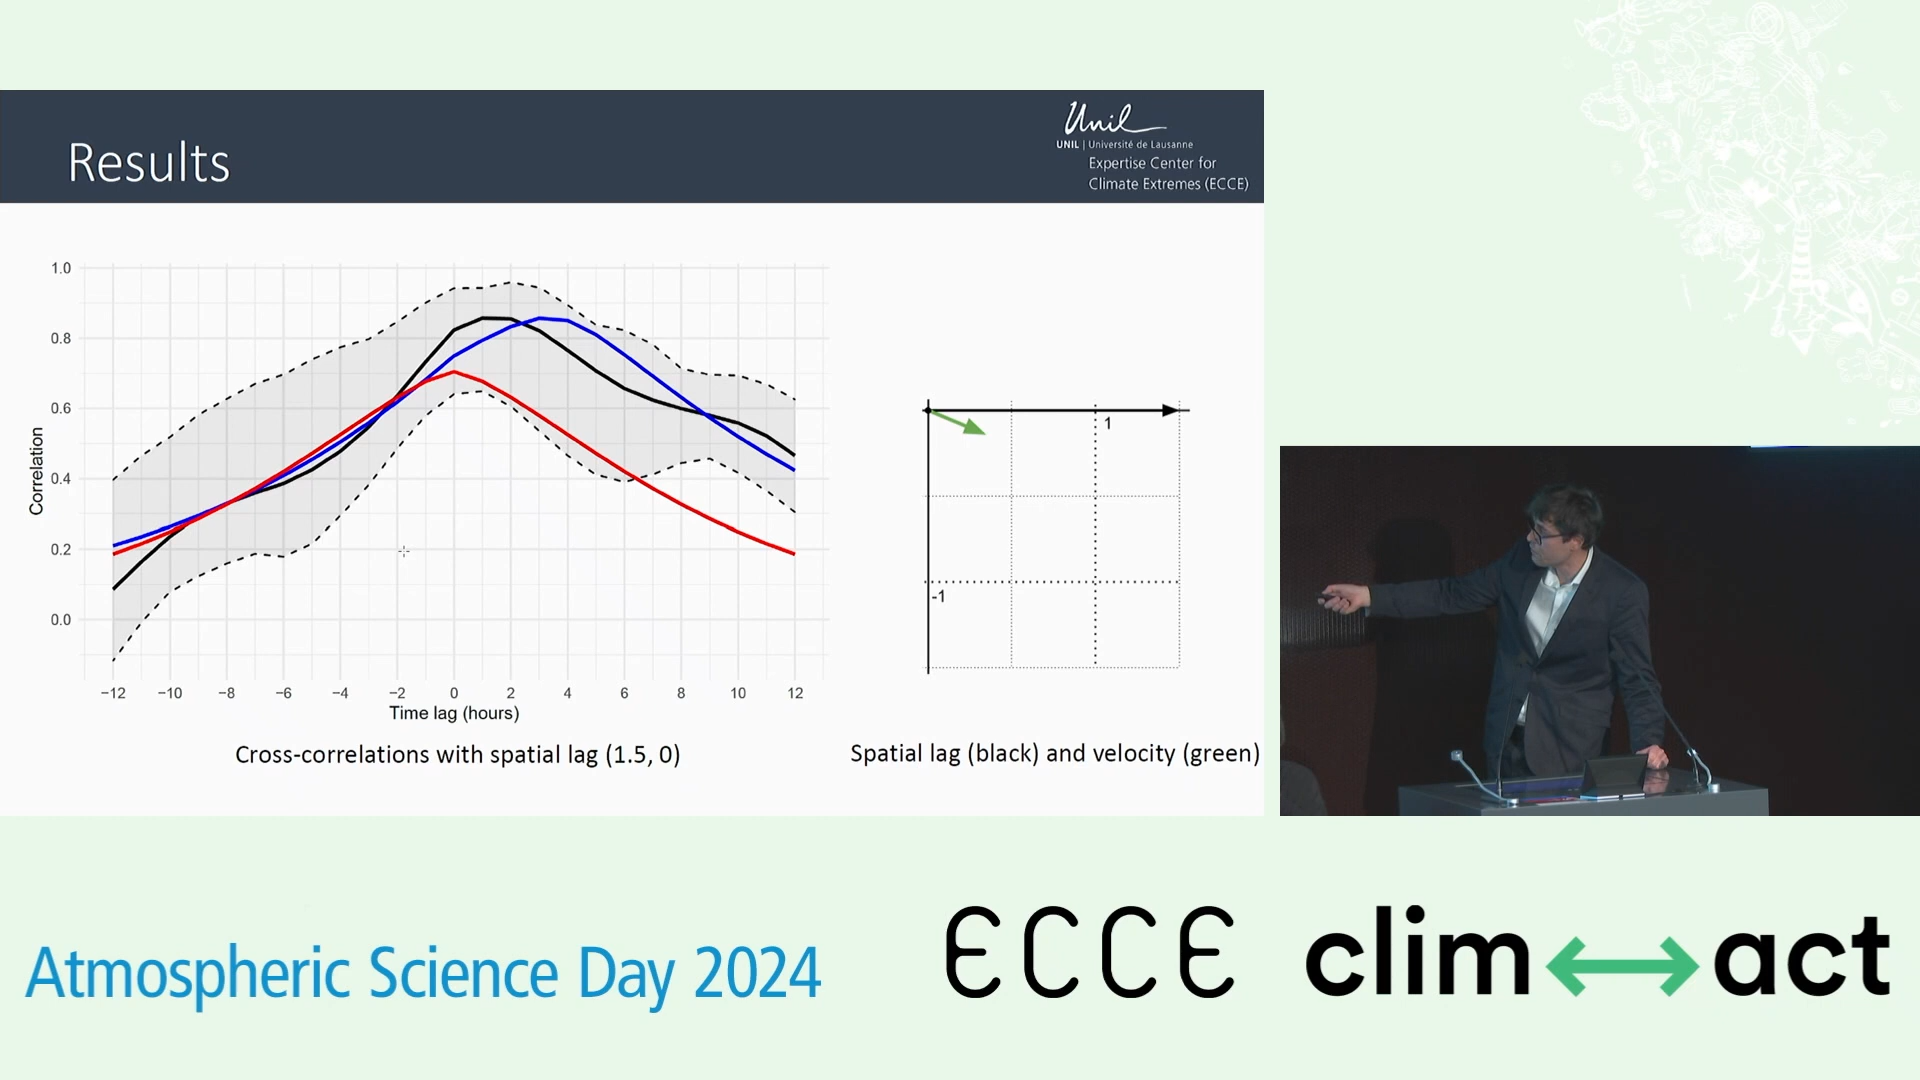 Results
Unil
UNIL | Université de Lausanne
Expertise Center for
Climate Extremes (ECCE)
Correlation
1.0
0.8
0.6
0.4
0.2
0.0
−12 −10 −8 −6 −4 −2 0 2 4 6 8 10 12
Time lag (hours)
Cross-correlations with spatial lag (1.5, 0)
1
-1
Spatial lag (black) and velocity (green)
Atmospheric Science Day 2024
ECCE
clim act